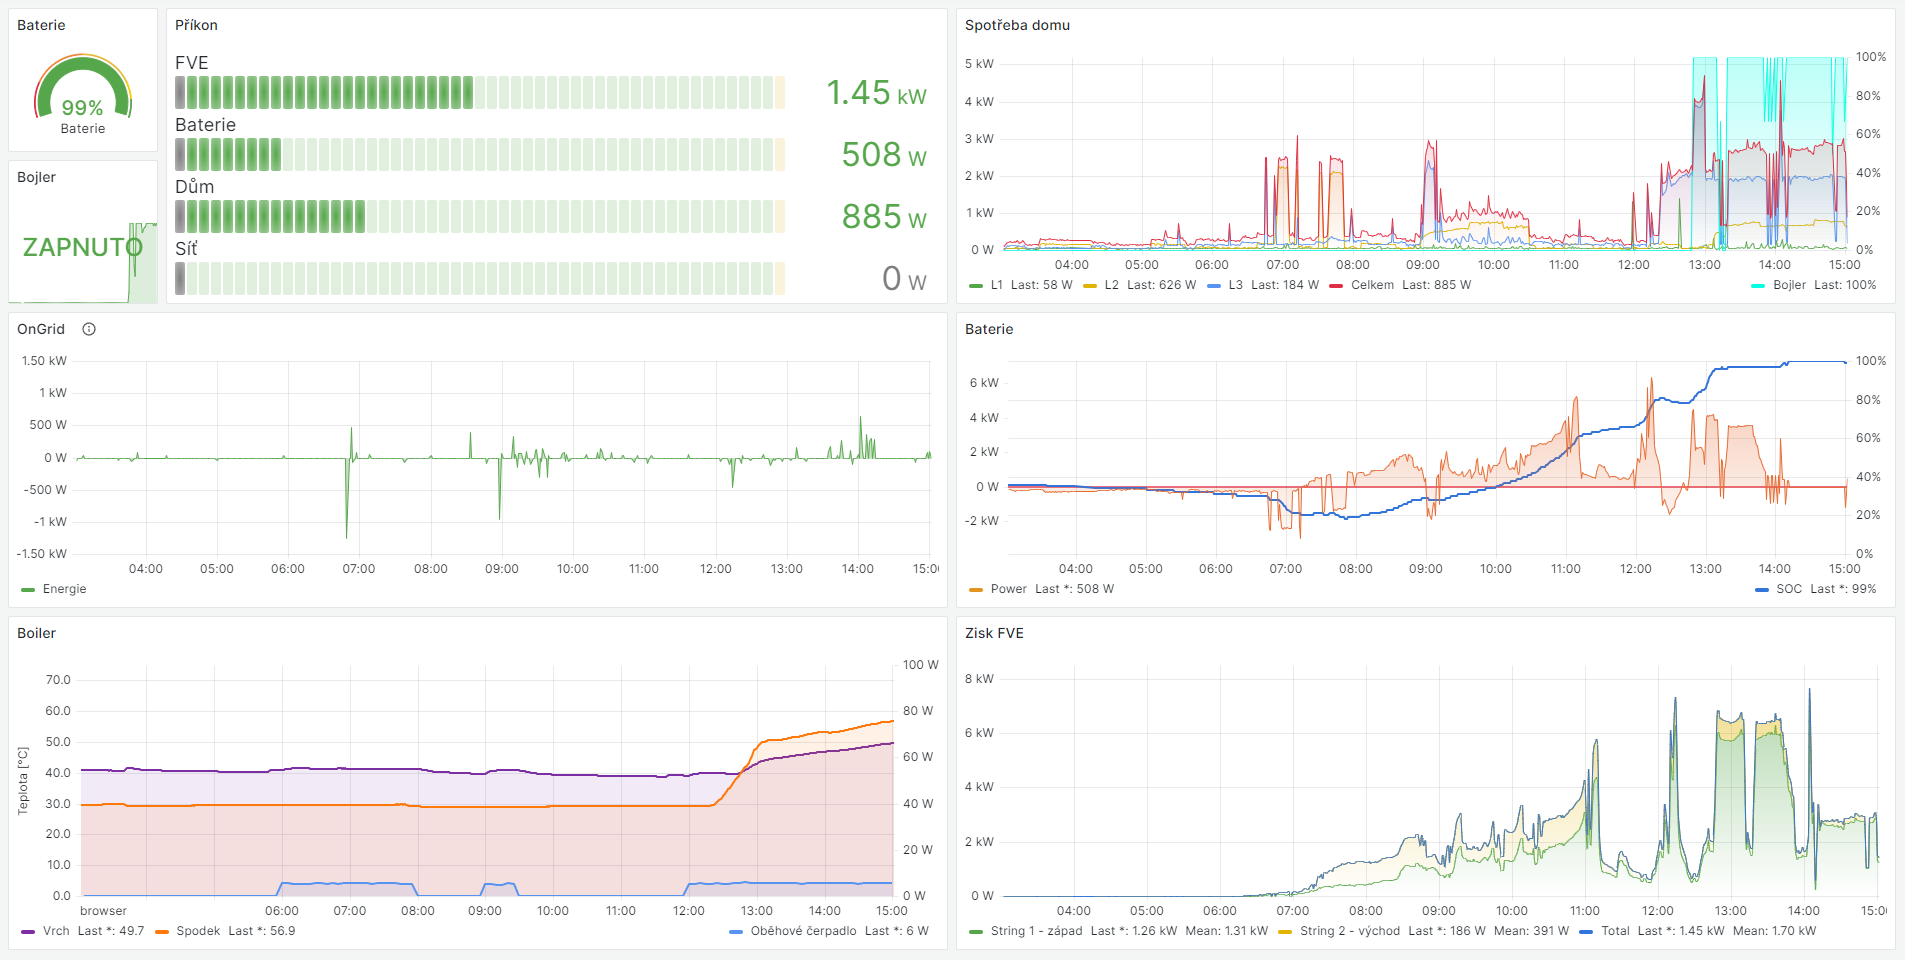 Baterie
99%
Baterie
Bojler
ZAPNUTO
Příkon
FVE
1.45 kW
Baterie
508 W
Dům
885 W
Síť
0 W
Spotřeba domu
5 kW
4 kW
3 kW
2 kW
1 kW
0 W
100%
80%
60%
40%
20%
0%
04:00 05:00 06:00 07:00 08:00 09:00 10:00 11:00 12:00 13:00 14:00 15:00
L1 Last: 58 W L2 Last: 626 W L3 Last: 184 W Celkem Last: 885 W Bojler Last: 100%
OnGrid
1.50 kW
1 kW
500 W
0 W
-500 W
-1 kW
-1.50 kW
04:00 05:00 06:00 07:00 08:00 09:00 10:00 11:00 12:00 13:00 14:00 15:00
Energie
Baterie
6 kW
4 kW
2 kW
0 W
-2 kW
100%
80%
60%
40%
20%
0%
04:00 05:00 06:00 07:00 08:00 09:00 10:00 11:00 12:00 13:00 14:00 15:00
Power Last *: 508 W SOC Last *: 99%
Boiler
Teplota [°C]
70.0
60.0
50.0
40.0
30.0
20.0
10.0
0.0
100 W
80 W
60 W
40 W
20 W
0 W
browser 06:00 07:00 08:00 09:00 10:00 11:00 12:00 13:00 14:00 15:00
Vrch Last *: 49.7 Spodek Last *: 56.9 Oběhové čerpadlo Last *: 6 W
Zisk FVE
8 kW
6 kW
4 kW
2 kW
0 W
04:00 05:00 06:00 07:00 08:00 09:00 10:00 11:00 12:00 13:00 14:00 15:00
String 1 - západ Last *: 1.26 kW Mean: 1.31 kW String 2 - východ Last *: 186 W Mean: 391 W Total Last *: 1.45 kW Mean: 1.70 kW